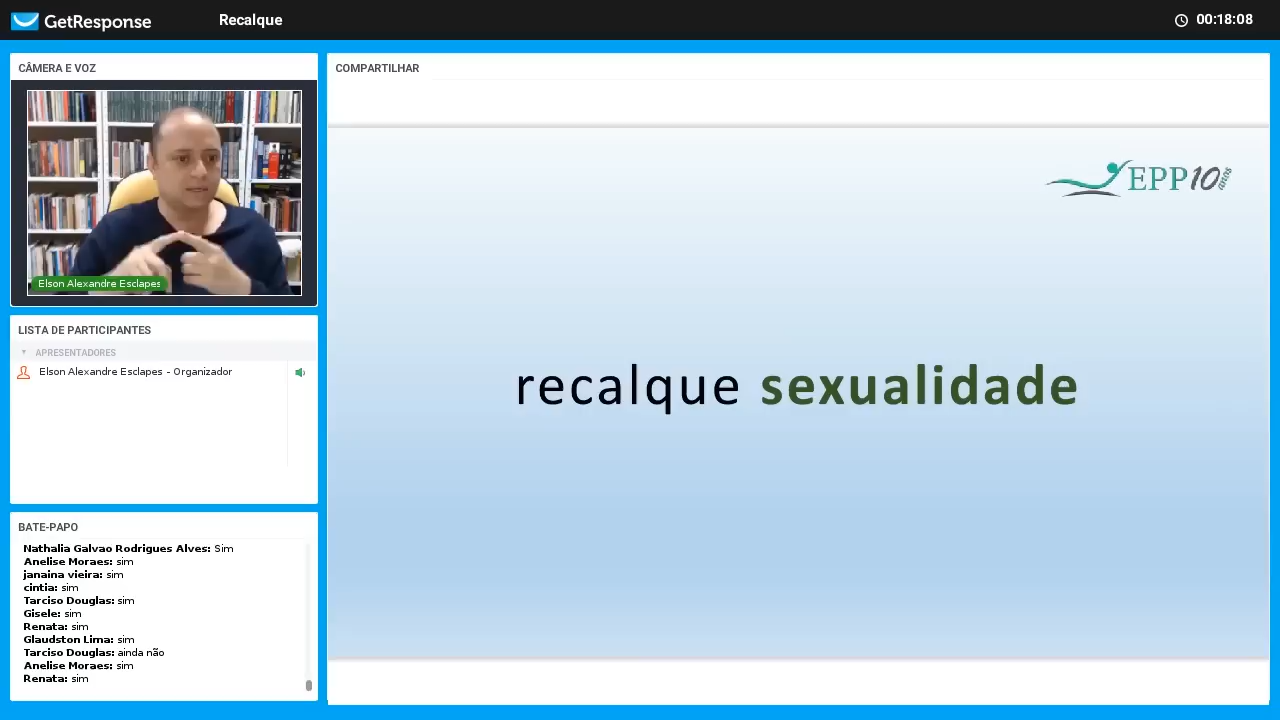 GetResponse
Recalque
00:18:08
CÂMERA E VOZ
Elson Alexandre Esclapes
LISTA DE PARTICIPANTES
APRESENTADORES
Elson Alexandre Esclapes - Organizador
BATE-PAPO
Nathalia Galvao Rodrigues Alves: Sim
Anelise Moraes: sim
janaina vieira: sim
cintia: sim
Tarciso Douglas: sim
Gisele: sim
Renata: sim
Glaudston Lima: sim
Tarciso Douglas: ainda não
Anelise Moraes: sim
Renata: sim
COMPARTILHAR
EPP10 anos
recalque sexualidade